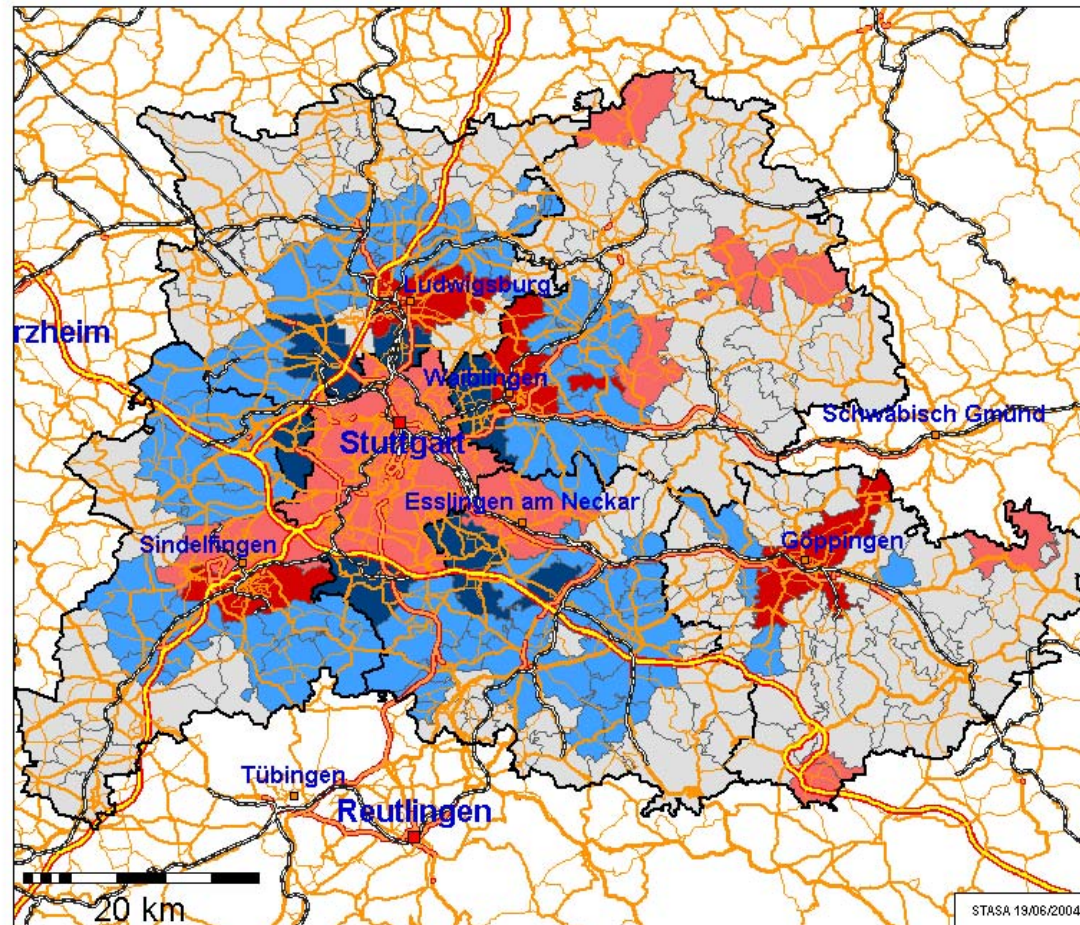 Ludwigsburg
rzheim
Waiblingen
Schwäbisch Gmünd
Stuttgart
Esslingen am Neckar
Sindelfingen
Göppingen
Tübingen
Reutlingen
20 km
STASA 19/06/2004